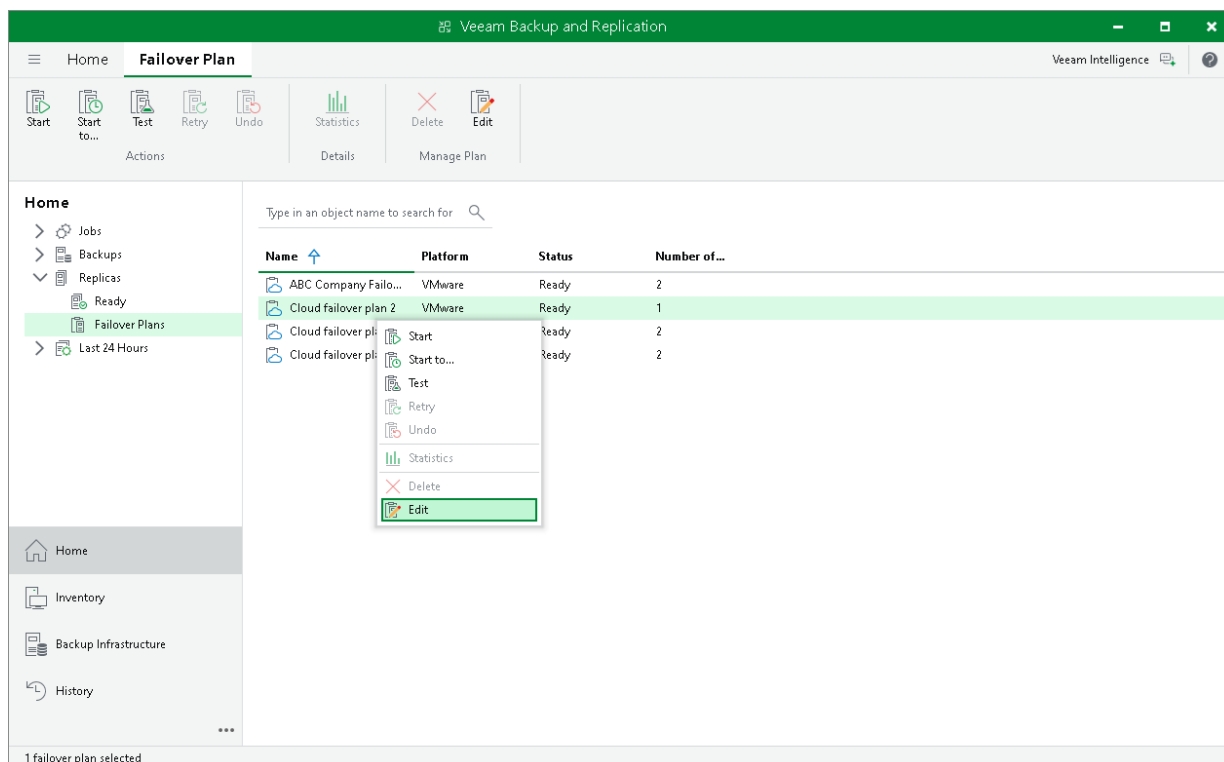 Veeam Backup and Replication
Home Failover Plan Veeam Intelligence
Start Start to... Test Retry Undo Statistics Delete Edit
Actions Details Manage Plan
Home
Jobs
Backups
Replicas
Ready
Failover Plans
Last 24 Hours
Type in an object name to search for
Name Platform Status Number of...
ABC Company Failo... VMware Ready 2
Cloud failover plan 2 VMware Ready 1
Cloud failover Ready 2
Cloud failover Ready 2
Start
Start to...
Test
Retry
Undo
Statistics
Delete
Edit
Home
Inventory
Backup Infrastructure
History
1 failover plan selected